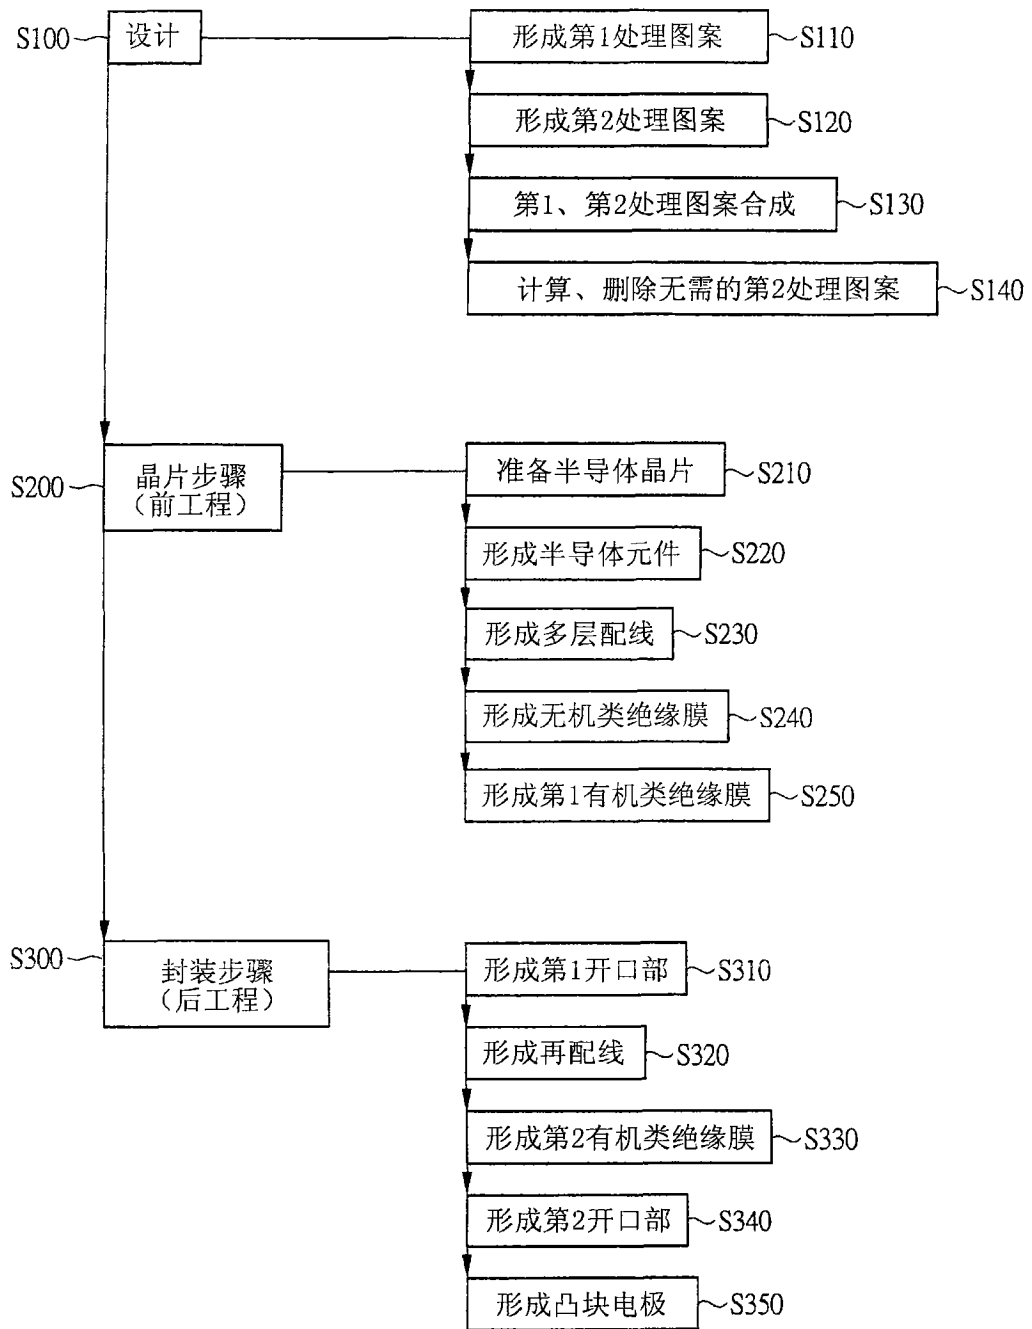 S100
设计
形成第1处理图案
S110
形成第2处理图案
S120
第1、第2处理图案合成
S130
计算、删除无需的第2处理图案
S140
S200
晶片步骤
(前工程)
准备半导体晶片
S210
形成半导体元件
S220
形成多层配线
S230
形成无机类绝缘膜
S240
形成第1有机类绝缘膜
S250
S300
封装步骤
(后工程)
形成第1开口部
S310
形成再配线
S320
形成第2有机类绝缘膜
S330
形成第2开口部
S340
形成凸块电极
S350